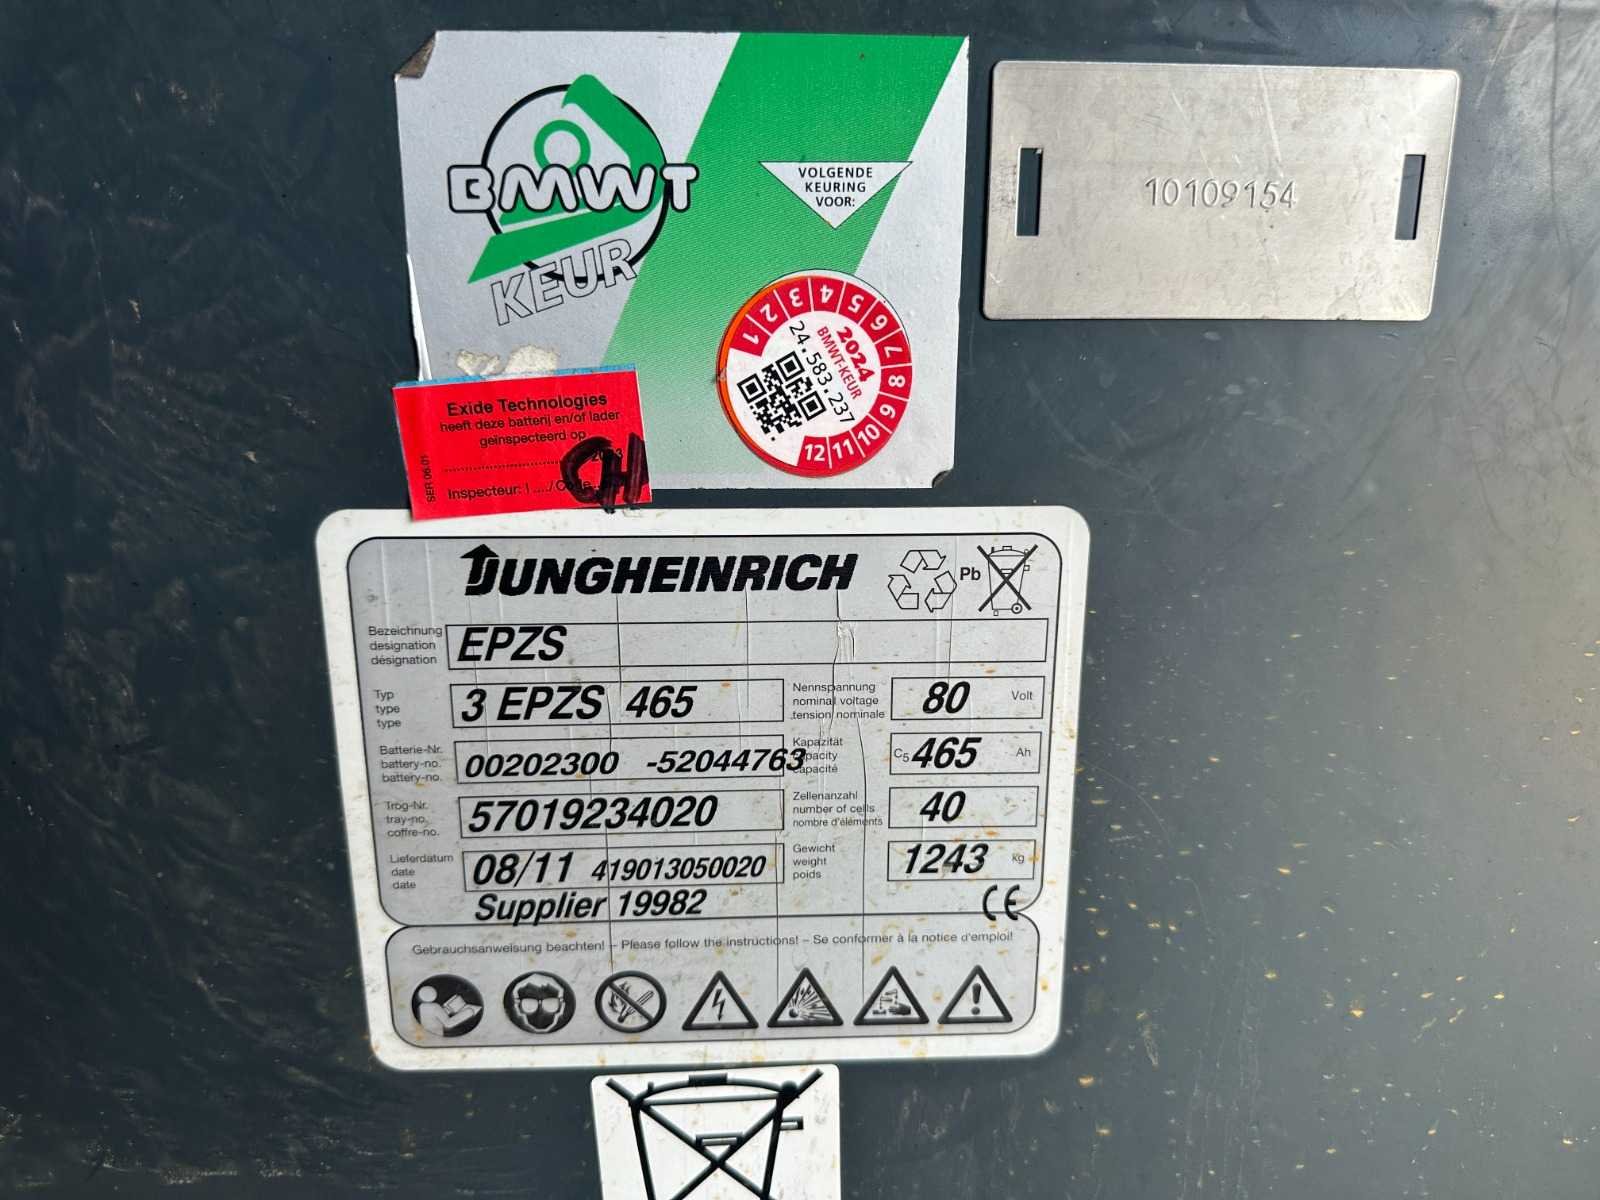 BMWT
KEUR
VOLGENDE
KEURING
VOOR:
1 2 3 4 5 6 7 8 9 10 11 12
2024
BMWT-KEUR
24.583.237
10109154
Exide Technologies
heeft deze batterij en/of lader
geinspecteerd op
Inspecteur: I ..../Code
CH
SER 06.01
JUNGHEINRICH
Pb
Bezeichnung
designation
désignation
EPZS
Typ
type
type
3 EPZS 465
Nennspannung
nominal voltage
tension nominale
80 Volt
Batterie-Nr.
battery-no.
battery-no.
00202300 -52044763
Kapazität
capacity
capacité
C5 465 Ah
Trog-Nr.
tray-no.
coffre-no.
57019234020
Zellenanzahl
number of cells
nombre d'éléments
40
Lieferdatum
date
date
08/11 419013050020
Gewicht
weight
poids
1243 kg
Supplier 19982
CE
Gebrauchsanweisung beachten! – Please follow the instructions! – Se conformer à la notice d'emploi!